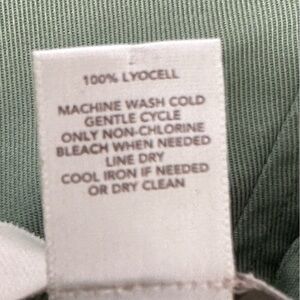 100% LYOCELL
MACHINE WASH COLD
GENTLE CYCLE
ONLY NON-CHLORINE
BLEACH WHEN NEEDED
LINE DRY
COOL IRON IF NEEDED
OR DRY CLEAN